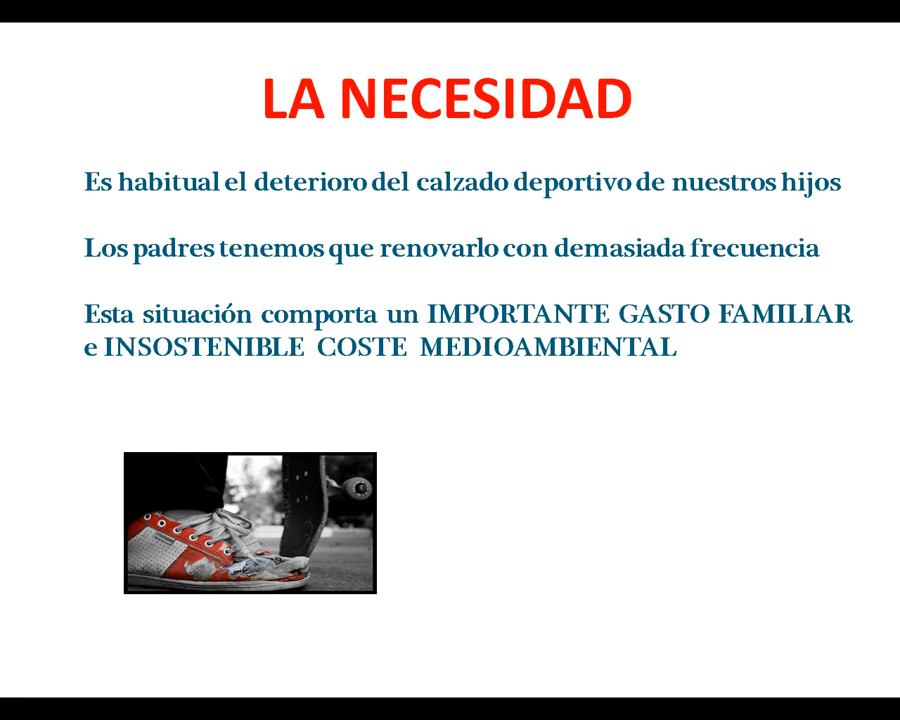 LA NECESIDAD
Es habitual el deterioro del calzado deportivo de nuestros hijos
Los padres tenemos que renovarlo con demasiada frecuencia
Esta situación comporta un IMPORTANTE GASTO FAMILIAR
e INSOSTENIBLE COSTE MEDIOAMBIENTAL